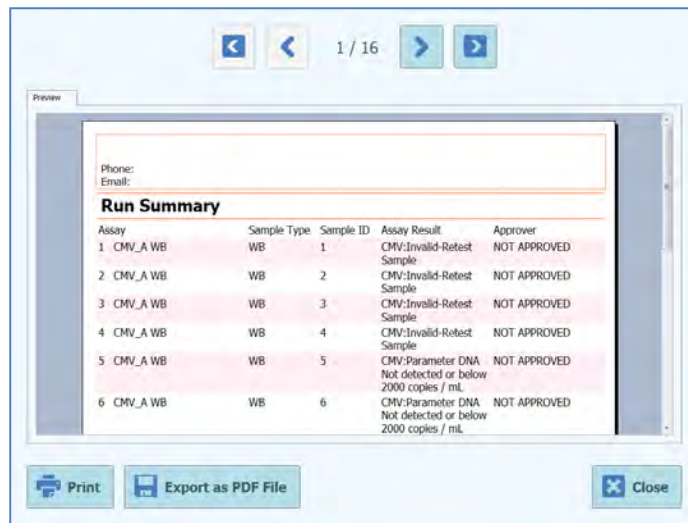 1 / 16
Preview
Phone:
Email:
Run Summary
Assay Sample Type Sample ID Assay Result Approver
1 CMV_A WB WB 1 CMV:Invalid-Retest NOT APPROVED
Sample
2 CMV_A WB WB 2 CMV:Invalid-Retest NOT APPROVED
Sample
3 CMV_A WB WB 3 CMV:Invalid-Retest NOT APPROVED
Sample
4 CMV_A WB WB 4 CMV:Invalid-Retest NOT APPROVED
Sample
5 CMV_A WB WB 5 CMV:Parameter DNA NOT APPROVED
Not detected or below
2000 copies / mL
6 CMV_A WB WB 6 CMV:Parameter DNA NOT APPROVED
Not detected or below
2000 copies / mL
Print Export as PDF File Close